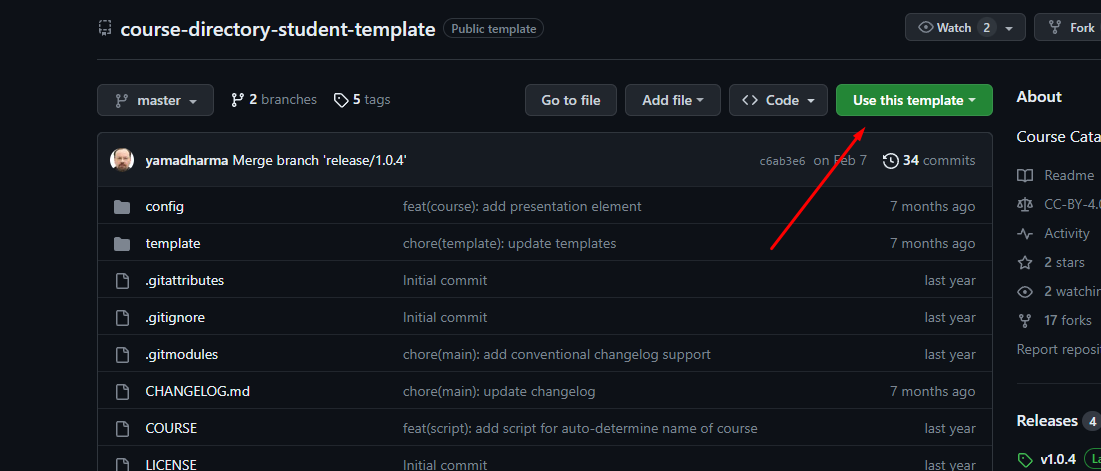 course-directory-student-template Public template Watch 2 Fork
master 2 branches 5 tags Go to file Add file <> Code Use this template About
Course Cata
yamadharma Merge branch 'release/1.0.4' c6ab3e6 on Feb 7 34 commits
Readme
config feat(course): add presentation element 7 months ago
CC-BY-4.0
Activity
template chore(template): update templates 7 months ago
2 stars
.gitattributes Initial commit last year
2 watchin
.gitignore Initial commit last year
17 forks
Report reposi
.gitmodules chore(main): add conventional changelog support last year
CHANGELOG.md chore(main): update changelog 7 months ago
Releases 4
COURSE feat(script): add script for auto-determine name of course last year
v1.0.4 La
LICENSE Initial commit last year